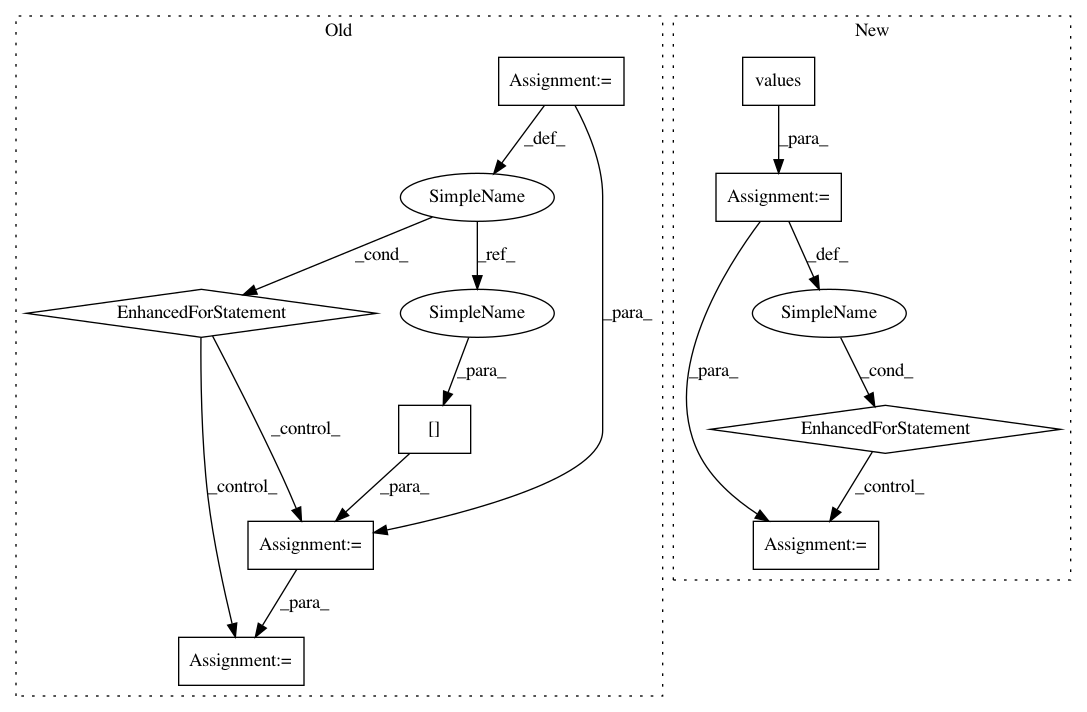 Old
New
Assignment:=
values
_def_
_para_
SimpleName
Assignment:=
_cond_
_ref_
_def_
EnhancedForStatement
SimpleName
_para_
SimpleName
_para_
_para_
_cond_
[]
EnhancedForStatement
_control_
_control_
_para_
_control_
Assignment:=
Assignment:=
_para_
Assignment:=